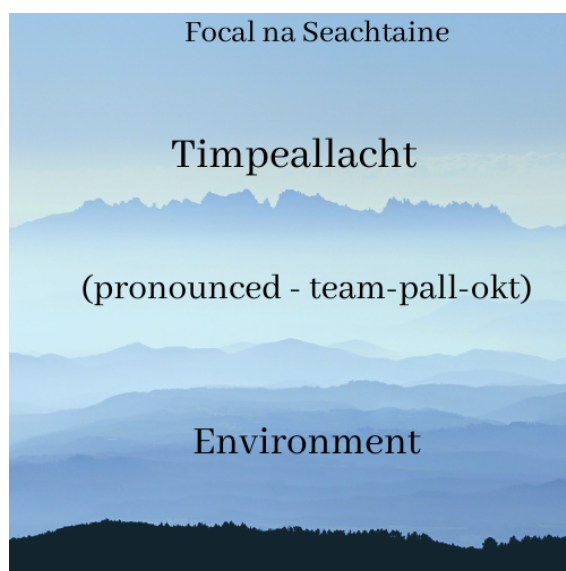 Focal na Seachtaine
Timpeallacht
(pronounced - team-pall-okt)
Environment